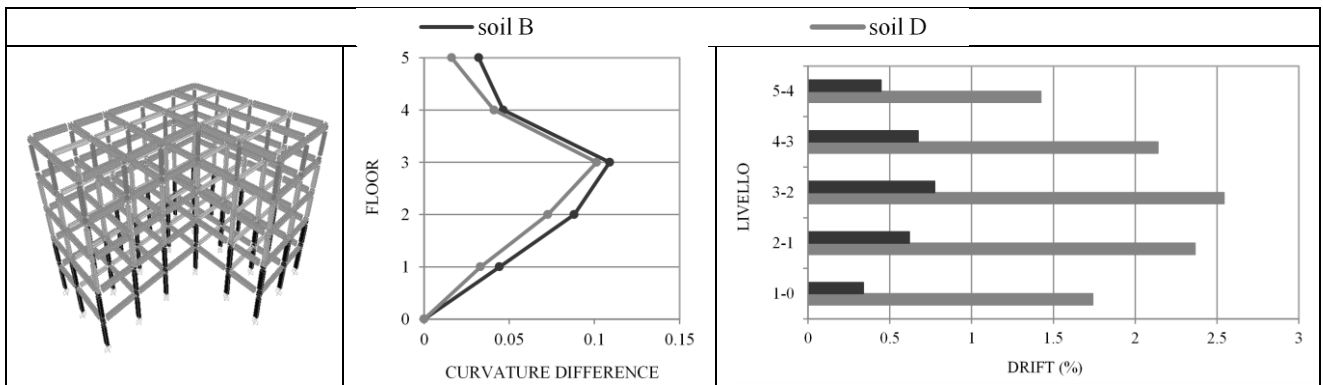 soil B
soil D
FLOOR
5
4
3
2
1
0
0 0.05 0.1 0.15
CURVATURE DIFFERENCE
LIVELLO
5-4
4-3
3-2
2-1
1-0
0 0.5 1 1.5 2 2.5 3
DRIFT (%)